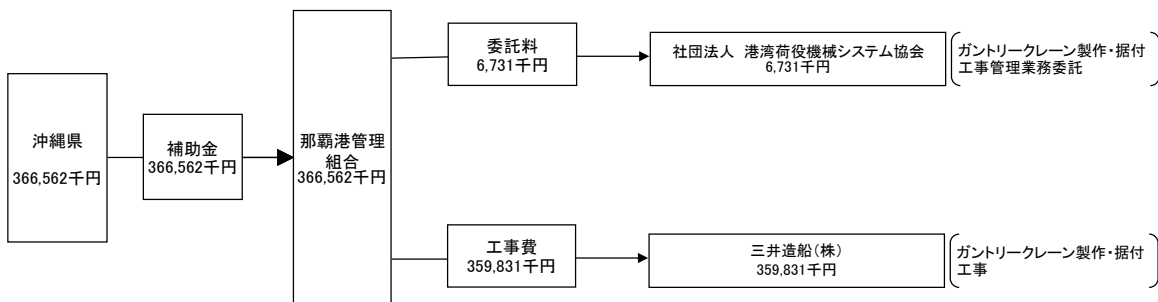 沖縄県
366,562千円
補助金
366,562千円
那覇港管理
組合
366,562千円
委託料
6,731千円
社団法人　港湾荷役機械システム協会
6,731千円
ガントリークレーン製作・据付
工事管理業務委託
工事費
359,831千円
三井造船(株)
359,831千円
ガントリークレーン製作・据付
工事